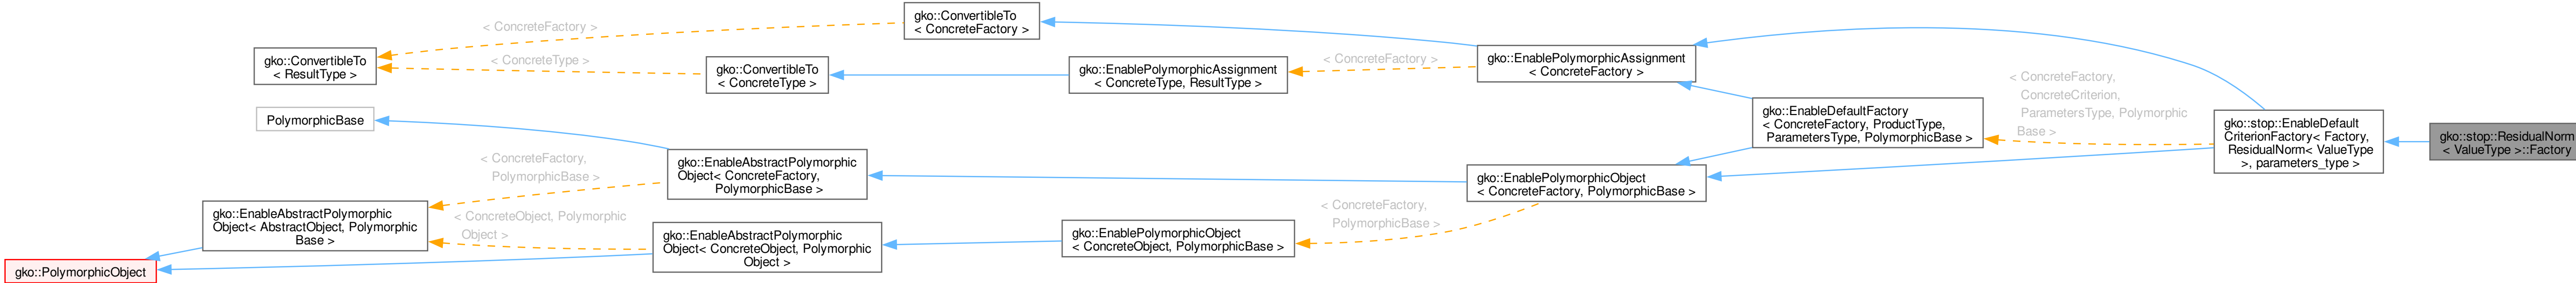 gko::ConvertibleTo
< ConcreteFactory >
< ConcreteFactory >
gko::ConvertibleTo
< ResultType >
< ConcreteType >
gko::ConvertibleTo
< ConcreteType >
gko::EnablePolymorphicAssignment
< ConcreteType, ResultType >
< ConcreteFactory >
gko::EnablePolymorphicAssignment
< ConcreteFactory >
PolymorphicBase
gko::EnableDefaultFactory
< ConcreteFactory, ProductType,
ParametersType, PolymorphicBase >
< ConcreteFactory,
ConcreteCriterion,
ParametersType, Polymorphic
Base >
gko::stop::EnableDefault
CriterionFactory< Factory,
ResidualNorm< ValueType
>, parameters_type >
gko::stop::ResidualNorm
< ValueType >::Factory
< ConcreteFactory,
PolymorphicBase >
gko::EnableAbstractPolymorphic
Object< ConcreteFactory,
PolymorphicBase >
gko::EnablePolymorphicObject
< ConcreteFactory, PolymorphicBase >
gko::EnableAbstractPolymorphic
Object< AbstractObject, Polymorphic
Base >
< ConcreteObject, Polymorphic
Object >
gko::EnableAbstractPolymorphic
Object< ConcreteObject, Polymorphic
Object >
gko::EnablePolymorphicObject
< ConcreteObject, PolymorphicBase >
< ConcreteFactory,
PolymorphicBase >
gko::PolymorphicObject